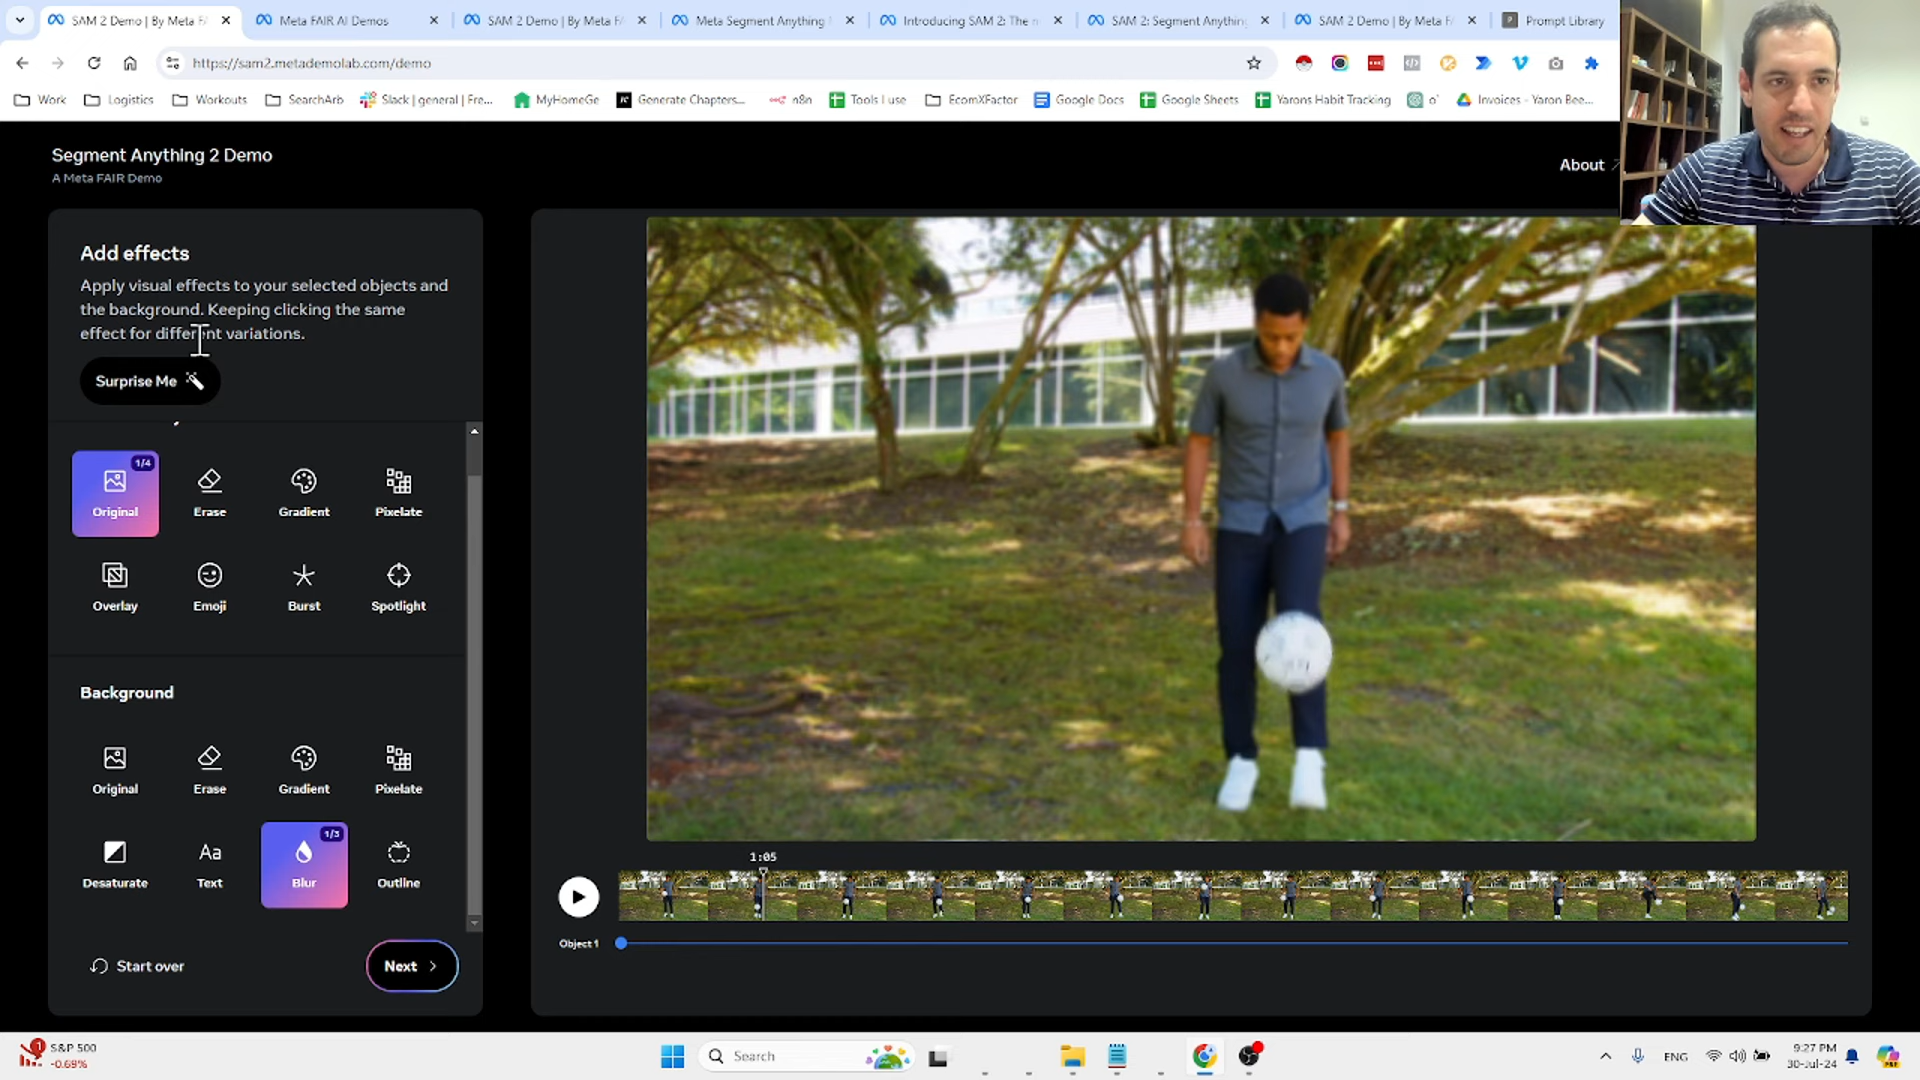 SAM 2 Demo | By Meta F
Meta FAIR AI Demos
SAM 2 Demo | By Meta F
Meta Segment Anything
Introducing SAM 2: The
SAM 2: Segment Anything
SAM 2 Demo | By Meta F
Prompt Library
https://sam2.metademolab.com/demo
Work
Logistics
Workouts
SearchArb
Slack | general | Fre...
MyHomeGe
Generate Chapters...
n8n
Tools I use
EcomXFactor
Google Docs
Google Sheets
Yarons Habit Tracking
o'
Invoices - Yaron Bee...
Segment Anything 2 Demo
A Meta FAIR Demo
About
Add effects
Apply visual effects to your selected objects and
the background. Keeping clicking the same
effect for different variations.
Surprise Me
1/4
Original
Erase
Gradient
Pixelate
Overlay
Emoji
Burst
Spotlight
Background
Original
Erase
Gradient
Pixelate
Desaturate
Aa
Text
1/3
Blur
Outline
Start over
Next
1:05
Object 1
1
S&P 500
-0.69%
Search
ENG
9:27 PM
30-Jul-24